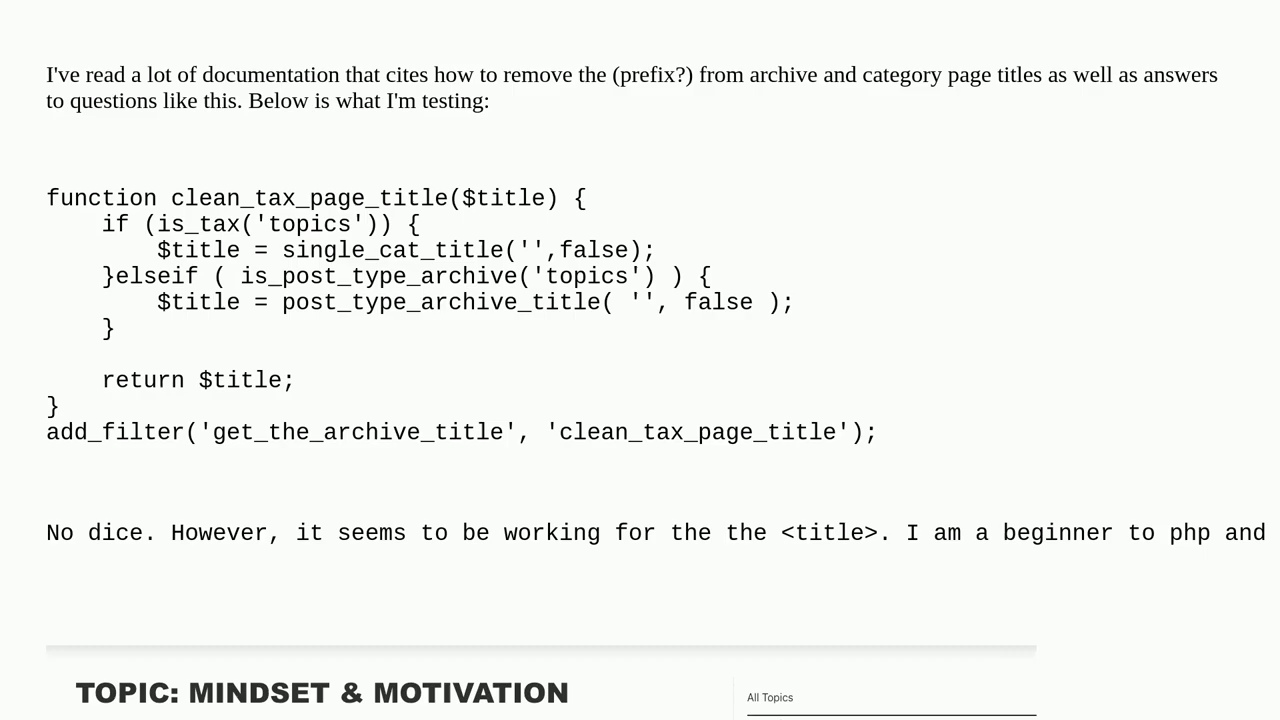 I've read a lot of documentation that cites how to remove the (prefix?) from archive and category page titles as well as answers
to questions like this. Below is what I'm testing:
function clean_tax_page_title($title) {
    if (is_tax('topics')) {
        $title = single_cat_title('',false);
    }elseif ( is_post_type_archive('topics') ) {
        $title = post_type_archive_title( '', false );
    }
    return $title;
}
add_filter('get_the_archive_title', 'clean_tax_page_title');
No dice. However, it seems to be working for the the <title>. I am a beginner to php and
TOPIC: MINDSET & MOTIVATION
All Topics